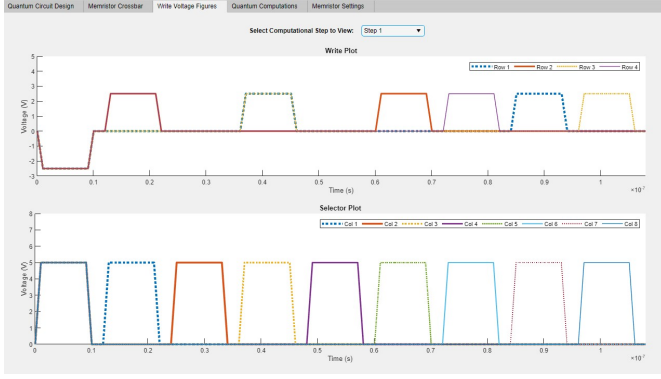 Quantum Circuit Design Memristor Crossbar Write Voltage Figures Quantum Computations Memristor Settings
Select Computational Step to View: Step 1
Write Plot
Row 1 Row 2 Row 3 Row 4
5
4
3
2
1
0
-1
-2
-3
Voltage (V)
0 0.1 0.2 0.3 0.4 0.5 0.6 0.7 0.8 0.9 1
Time (s)
×10⁻⁷
Selector Plot
Col 1 Col 2 Col 3 Col 4 Col 5 Col 6 Col 7 Col 8
8
7
6
5
4
3
2
1
0
Voltage (V)
0 0.1 0.2 0.3 0.4 0.5 0.6 0.7 0.8 0.9 1
Time (s)
×10⁻⁷